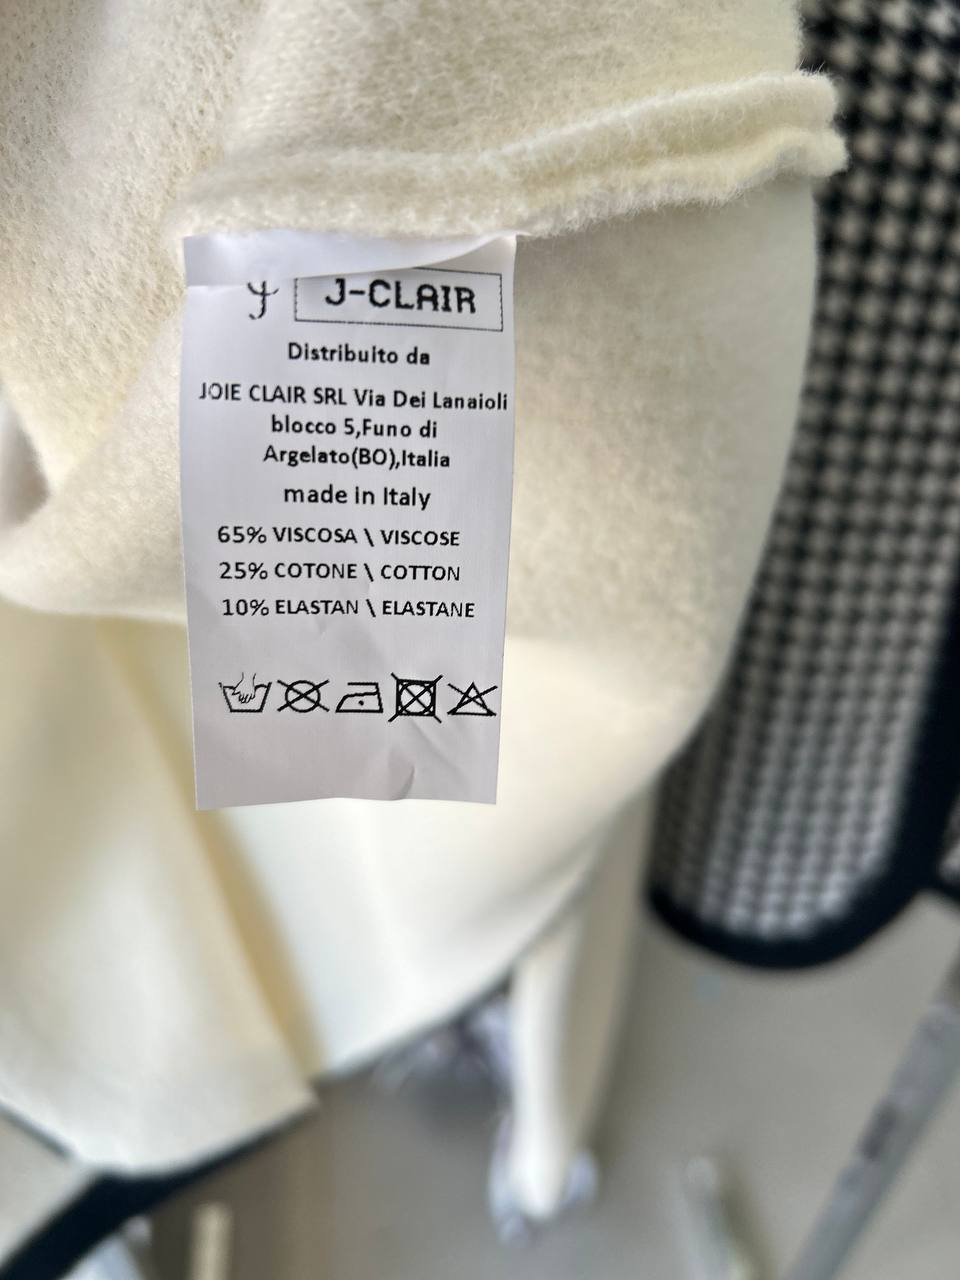 J-CLAIR
Distribuito da
JOIE CLAIR SRL Via Dei Lanaioli
blocco 5,Funo di
Argelato(BO),Italia
made in Italy
65% VISCOSA \ VISCOSE
25% COTONE \ COTTON
10% ELASTAN \ ELASTANE